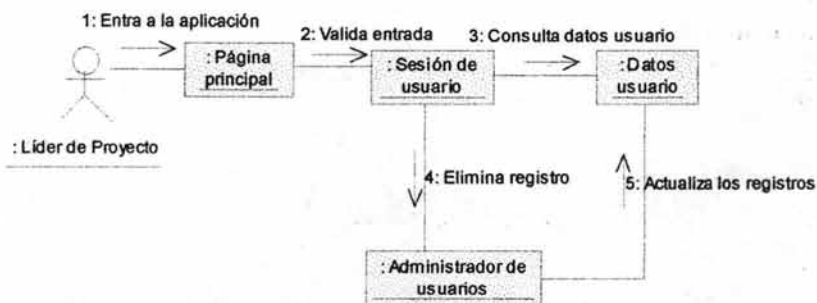 1: Entra a la aplicación
2: Valida entrada
3: Consulta datos usuario
: Página
principal
: Sesión de
usuario
: Datos
usuario
: Líder de Proyecto
4: Elimina registro
5: Actualiza los registros
: Administrador de
usuarios